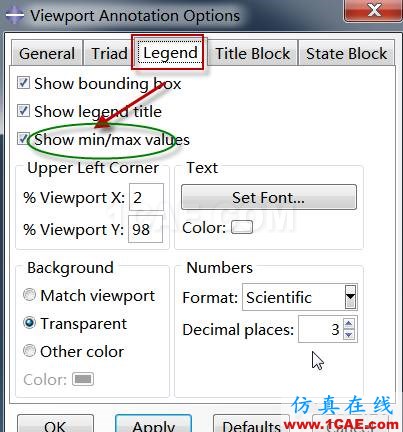 Viewport Annotation Options
General Triad Legend Title Block State Block
Show bounding box
Show legend title
Show min/max values
Upper Left Corner Text
% Viewport X: 2 Set Font...
% Viewport Y: 98 Color:
1CAE.COM
Background Numbers
Match viewport Format: Scientific
Transparent Decimal places: 3
Other color
Color:
仿真在线
OK Apply Defaults
www.1CAE.com